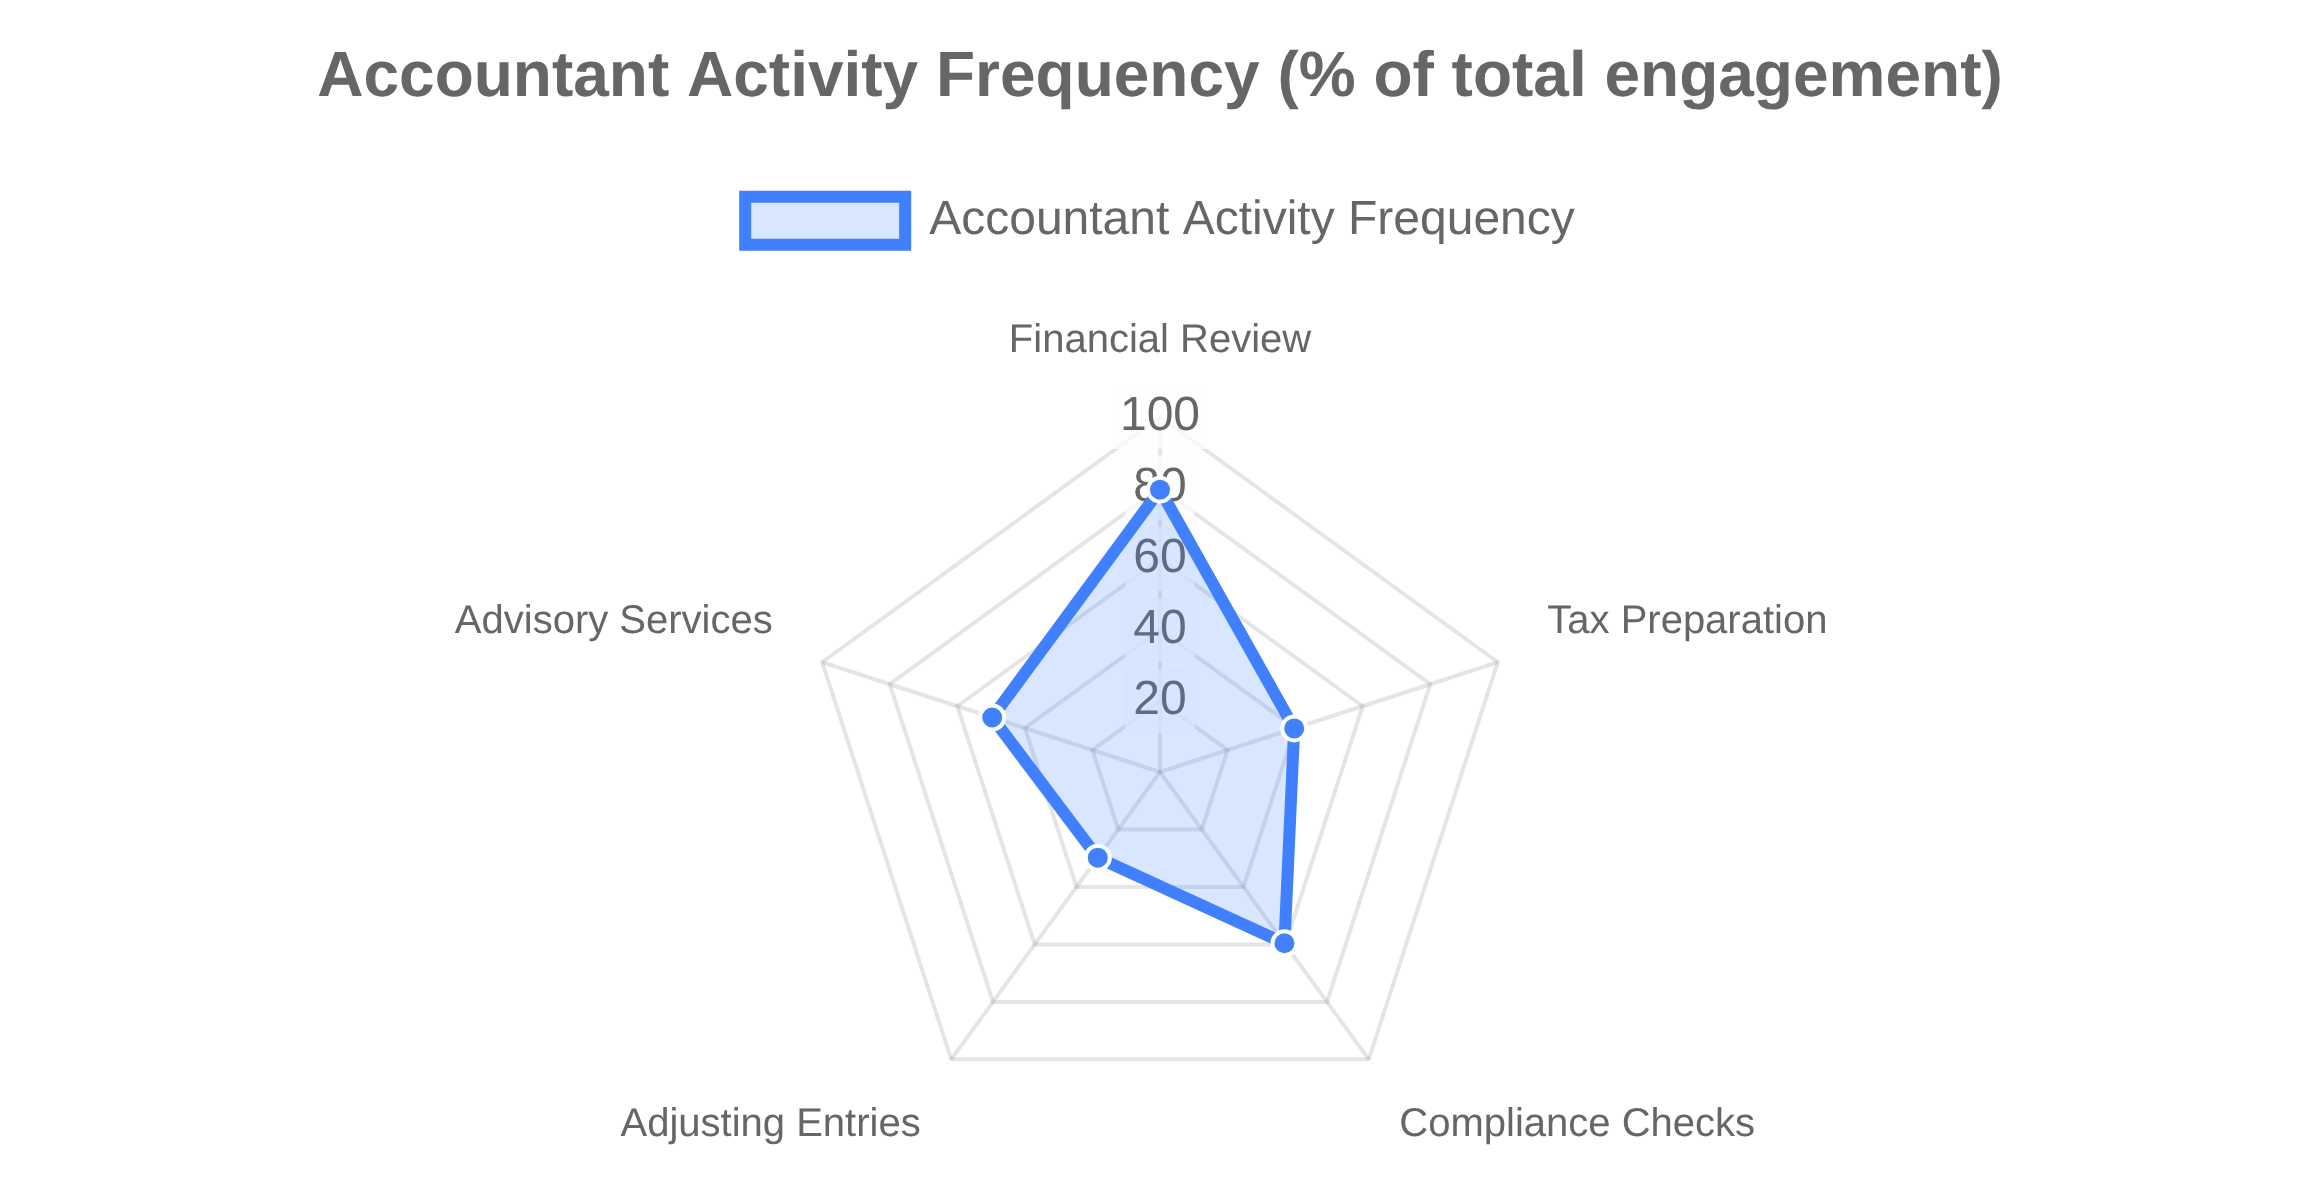 Accountant Activity Frequency (% of total engagement)
Accountant Activity Frequency
Financial Review
100
80
60
40
20
Advisory Services
Tax Preparation
Adjusting Entries
Compliance Checks